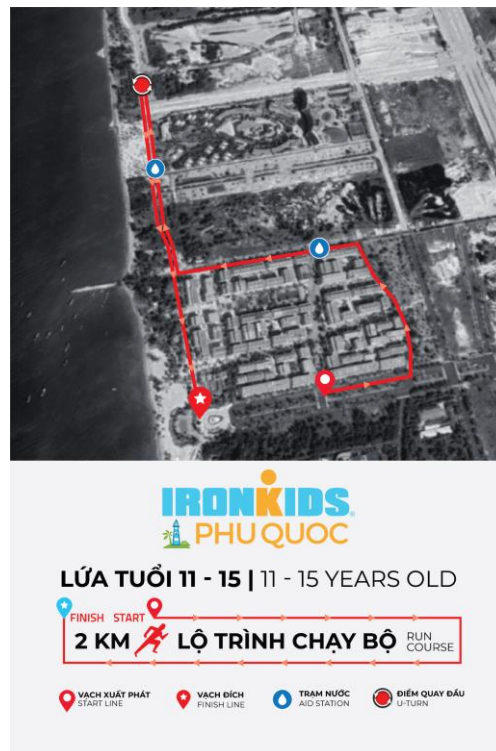 IRONKIDS®
PHU QUOC
LỨA TUỔI 11 - 15 | 11 - 15 YEARS OLD
FINISH START
2 KM LỘ TRÌNH CHẠY BỘ RUN COURSE
VẠCH XUẤT PHÁT
START LINE
VẠCH ĐÍCH
FINISH LINE
TRẠM NƯỚC
AID STATION
ĐIỂM QUAY ĐẦU
U-TURN